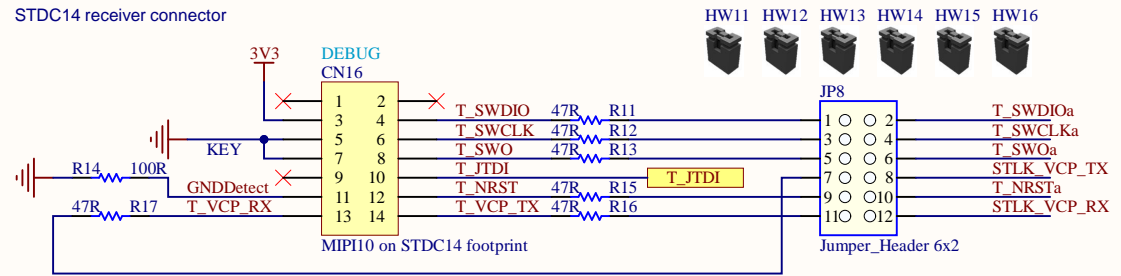 STDC14 receiver connector
HW11 HW12 HW13 HW14 HW15 HW16
3V3
DEBUG
CN16
JP8
1 2
3 4 T_SWDIO 47R R11 1 2 T_SWDIOa
5 6 T_SWCLK 47R R12 3 4 T_SWCLKa
KEY 7 8 T_SWO 47R R13 5 6 T_SWOa
R14 100R 9 10 T_JTDI T_JTDI 7 8 STLK_VCP_TX
GNDDetect 11 12 T_NRST 47R R15 9 10 T_NRSTa
47R R17 T_VCP_RX 13 14 T_VCP_TX 47R R16 11 12 STLK_VCP_RX
MIPI10 on STDC14 footprint
Jumper_Header 6x2